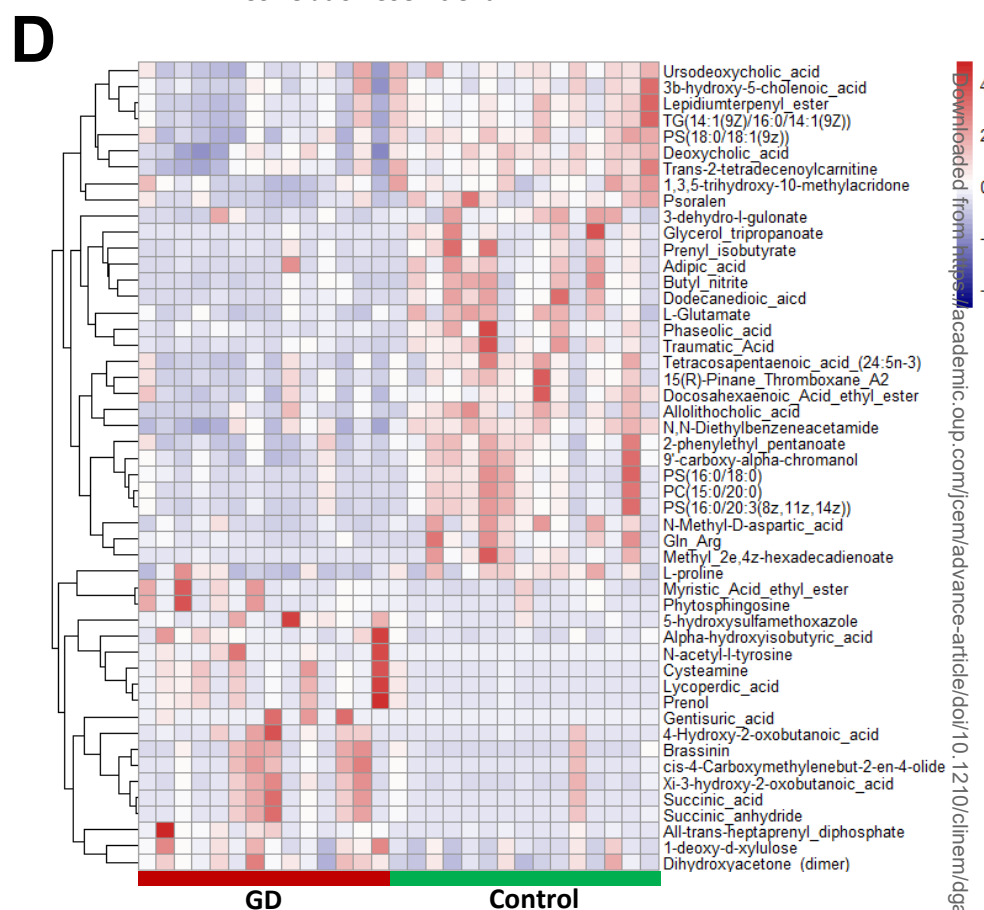 D
Ursodeoxycholic_acid
3b-hydroxy-5-cholenoic_acid
Lepidiumterpenyl_ester
TG(14:1(9Z)/16:0/14:1(9Z))
PS(18:0/18:1(9z))
Deoxycholic_acid
Trans-2-tetradecenoylcarnitine
1,3,5-trihydroxy-10-methylacridone
Psoralen
3-dehydro-l-gulonate
Glycerol_tripropanoate
Prenyl_isobutyrate
Adipic_acid
Butyl_nitrite
Dodecanedioic_aicd
L-Glutamate
Phaseolic_acid
Traumatic_Acid
Tetracosapentaenoic_acid_(24:5n-3)
15(R)-Pinane_Thromboxane_A2
Docosahexaenoic_Acid_ethyl_ester
Allolithocholic_acid
N,N-Diethylbenzeneacetamide
2-phenylethyl_pentanoate
9'-carboxy-alpha-chromanol
PS(16:0/18:0)
PC(15:0/20:0)
PS(16:0/20:3(8z,11z,14z))
N-Methyl-D-aspartic_acid
Gln_Arg
Methyl_2e,4z-hexadecadienoate
L-proline
Myristic_Acid_ethyl_ester
Phytosphingosine
5-hydroxysulfamethoxazole
Alpha-hydroxyisobutyric_acid
N-acetyl-l-tyrosine
Cysteamine
Lycoperdic_acid
Prenol
Gentisuric_acid
4-Hydroxy-2-oxobutanoic_acid
Brassinin
cis-4-Carboxymethylenebut-2-en-4-olide
Xi-3-hydroxy-2-oxobutanoic_acid
Succinic_acid
Succinic_anhydride
All-trans-heptaprenyl_diphosphate
1-deoxy-d-xylulose
Dihydroxyacetone_(dimer)
GD
Control
4
2
0
Downloaded from https://academic.oup.com/jcem/advance-article/doi/10.1210/clinem/dga